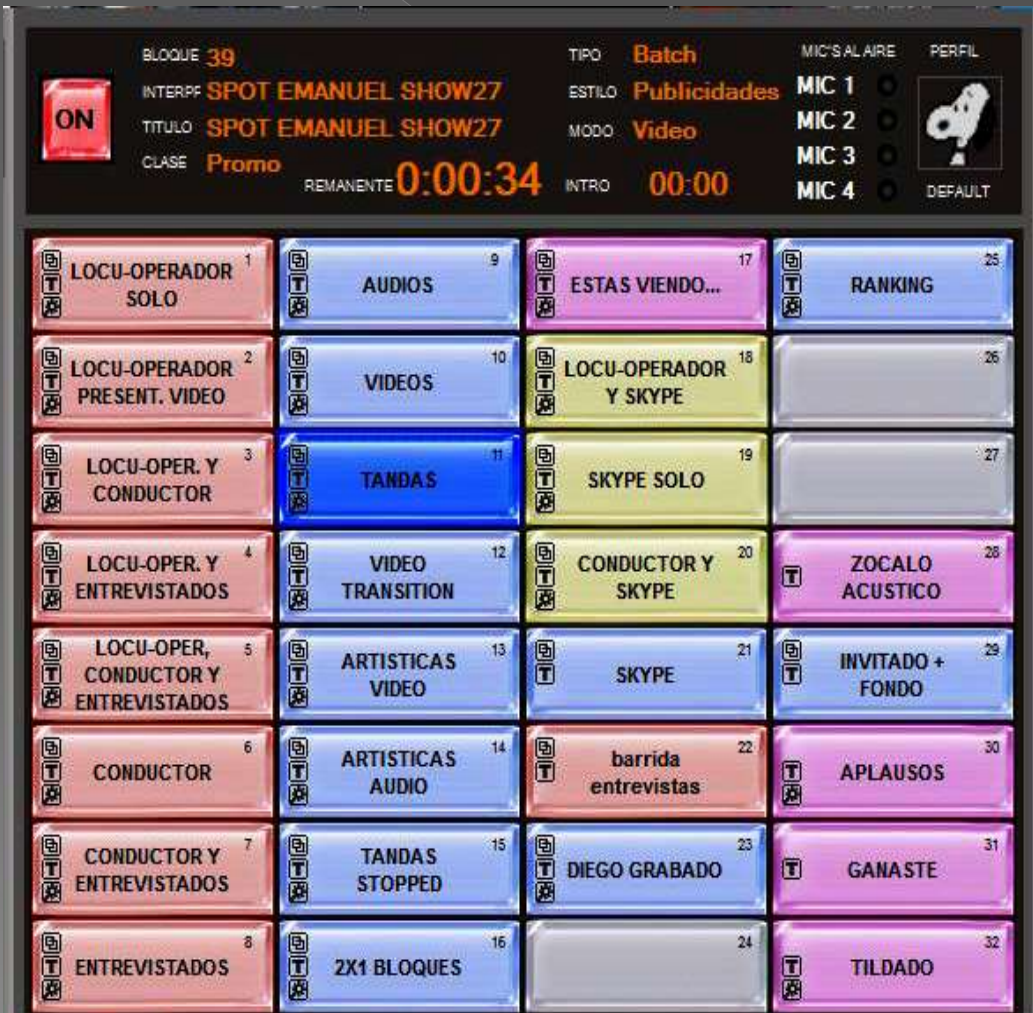 ON
BLOQUE 39
INTERPF SPOT EMANUEL SHOW27
TITULO SPOT EMANUEL SHOW27
CLASE Promo
REMANENTE 0:00:34
TIPO Batch
ESTILO Publicidades
MODO Video
INTRO 00:00
MIC'S AL AIRE
MIC 1
MIC 2
MIC 3
MIC 4
PERFIL
DEFAULT
T
LOCU-OPERADOR 1
SOLO
T
LOCU-OPERADOR 2
PRESENT. VIDEO
T
LOCU-OPER. Y 3
CONDUCTOR
T
LOCU-OPER. Y 4
ENTREVISTADOS
T
LOCU-OPER, 5
CONDUCTOR Y
ENTREVISTADOS
T
6
CONDUCTOR
T
CONDUCTOR Y 7
ENTREVISTADOS
T
8
ENTREVISTADOS
T
9
AUDIOS
T
10
VIDEOS
T
11
TANDAS
T
VIDEO 12
TRANSITION
T
ARTISTICAS 13
VIDEO
T
ARTISTICAS 14
AUDIO
T
TANDAS 15
STOPPED
T
16
2X1 BLOQUES
T
17
ESTAS VIENDO...
T
LOCU-OPERADOR 18
Y SKYPE
T
19
SKYPE SOLO
T
CONDUCTOR Y 20
SKYPE
T
21
SKYPE
T
barrida 22
entrevistas
T
23
DIEGO GRABADO
24
T
25
RANKING
26
27
T
ZOCALO 28
ACUSTICO
T
INVITADO + 29
FONDO
T
30
APLAUSOS
T
31
GANASTE
T
32
TILDADO